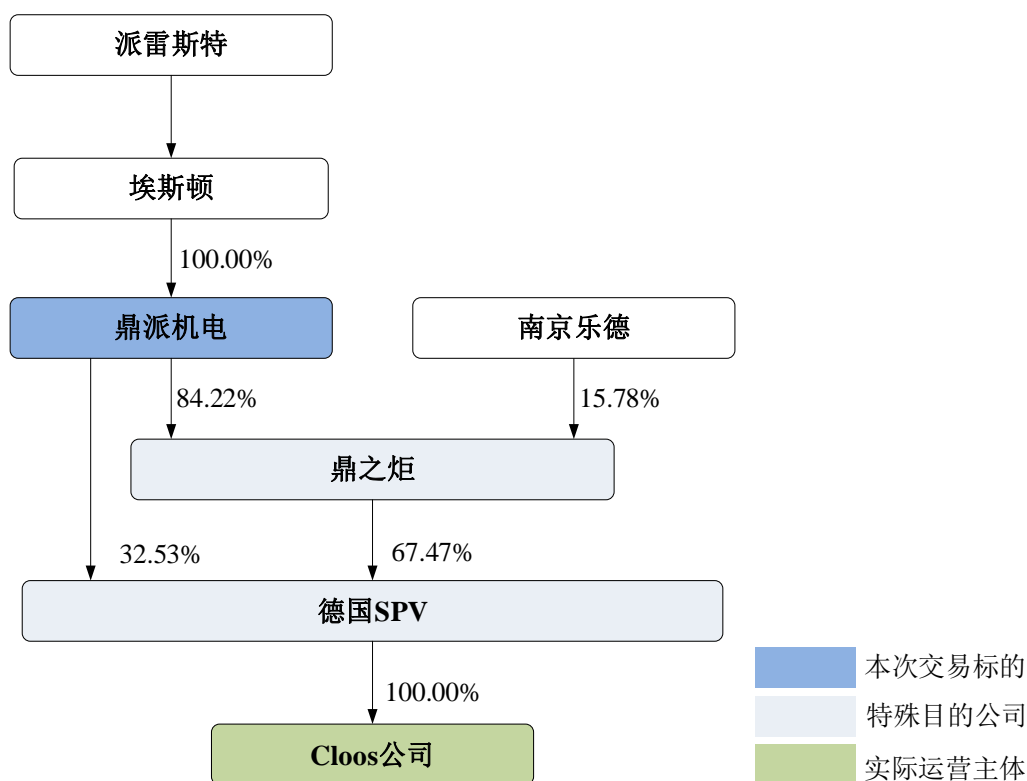 派雷斯特
埃斯顿
100.00%
鼎派机电
南京乐德
84.22%
15.78%
鼎之炬
32.53%
67.47%
德国SPV
100.00%
Cloos公司
本次交易标的
特殊目的公司
实际运营主体